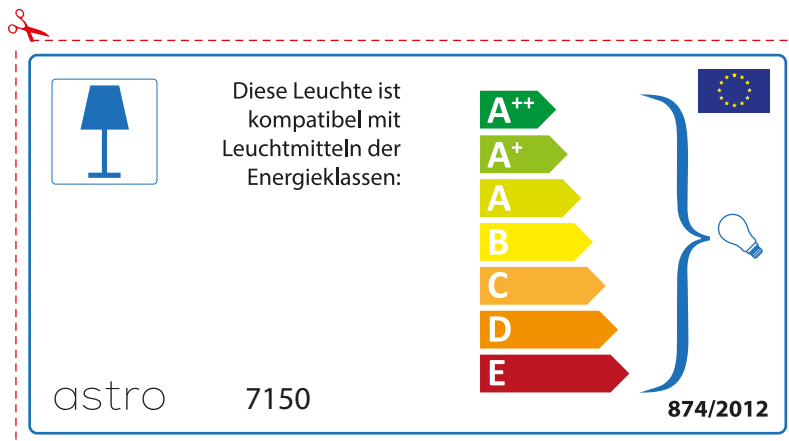 Diese Leuchte ist
kompatibel mit
Leuchtmitteln der
Energieklassen:
A++
A+
A
B
C
D
E
astro
7150
874/2012